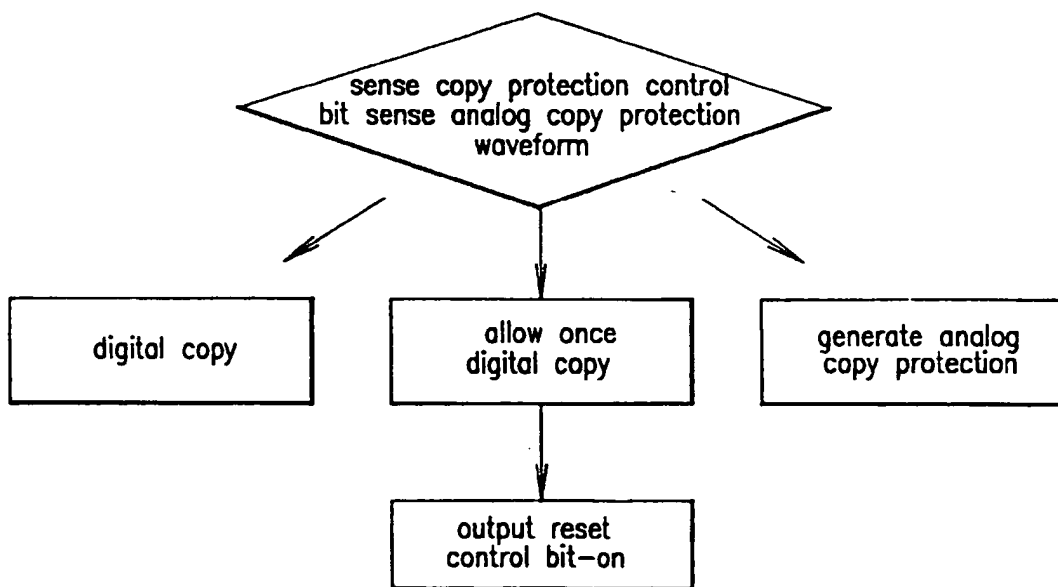 sense copy protection control
bit sense analog copy protection
waveform
digital copy
allow once
digital copy
generate analog
copy protection
output reset
control bit-on